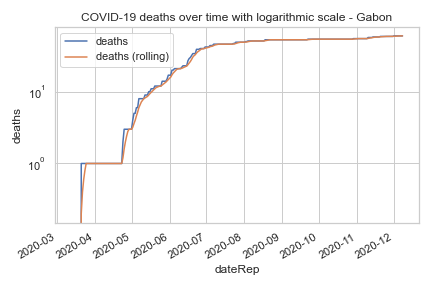 COVID-19 deaths over time with logarithmic scale - Gabon
deaths
deaths (rolling)
deaths
10¹
10⁰
2020-03
2020-04
2020-05
2020-06
2020-07
2020-08
2020-09
2020-10
2020-11
2020-12
dateRep